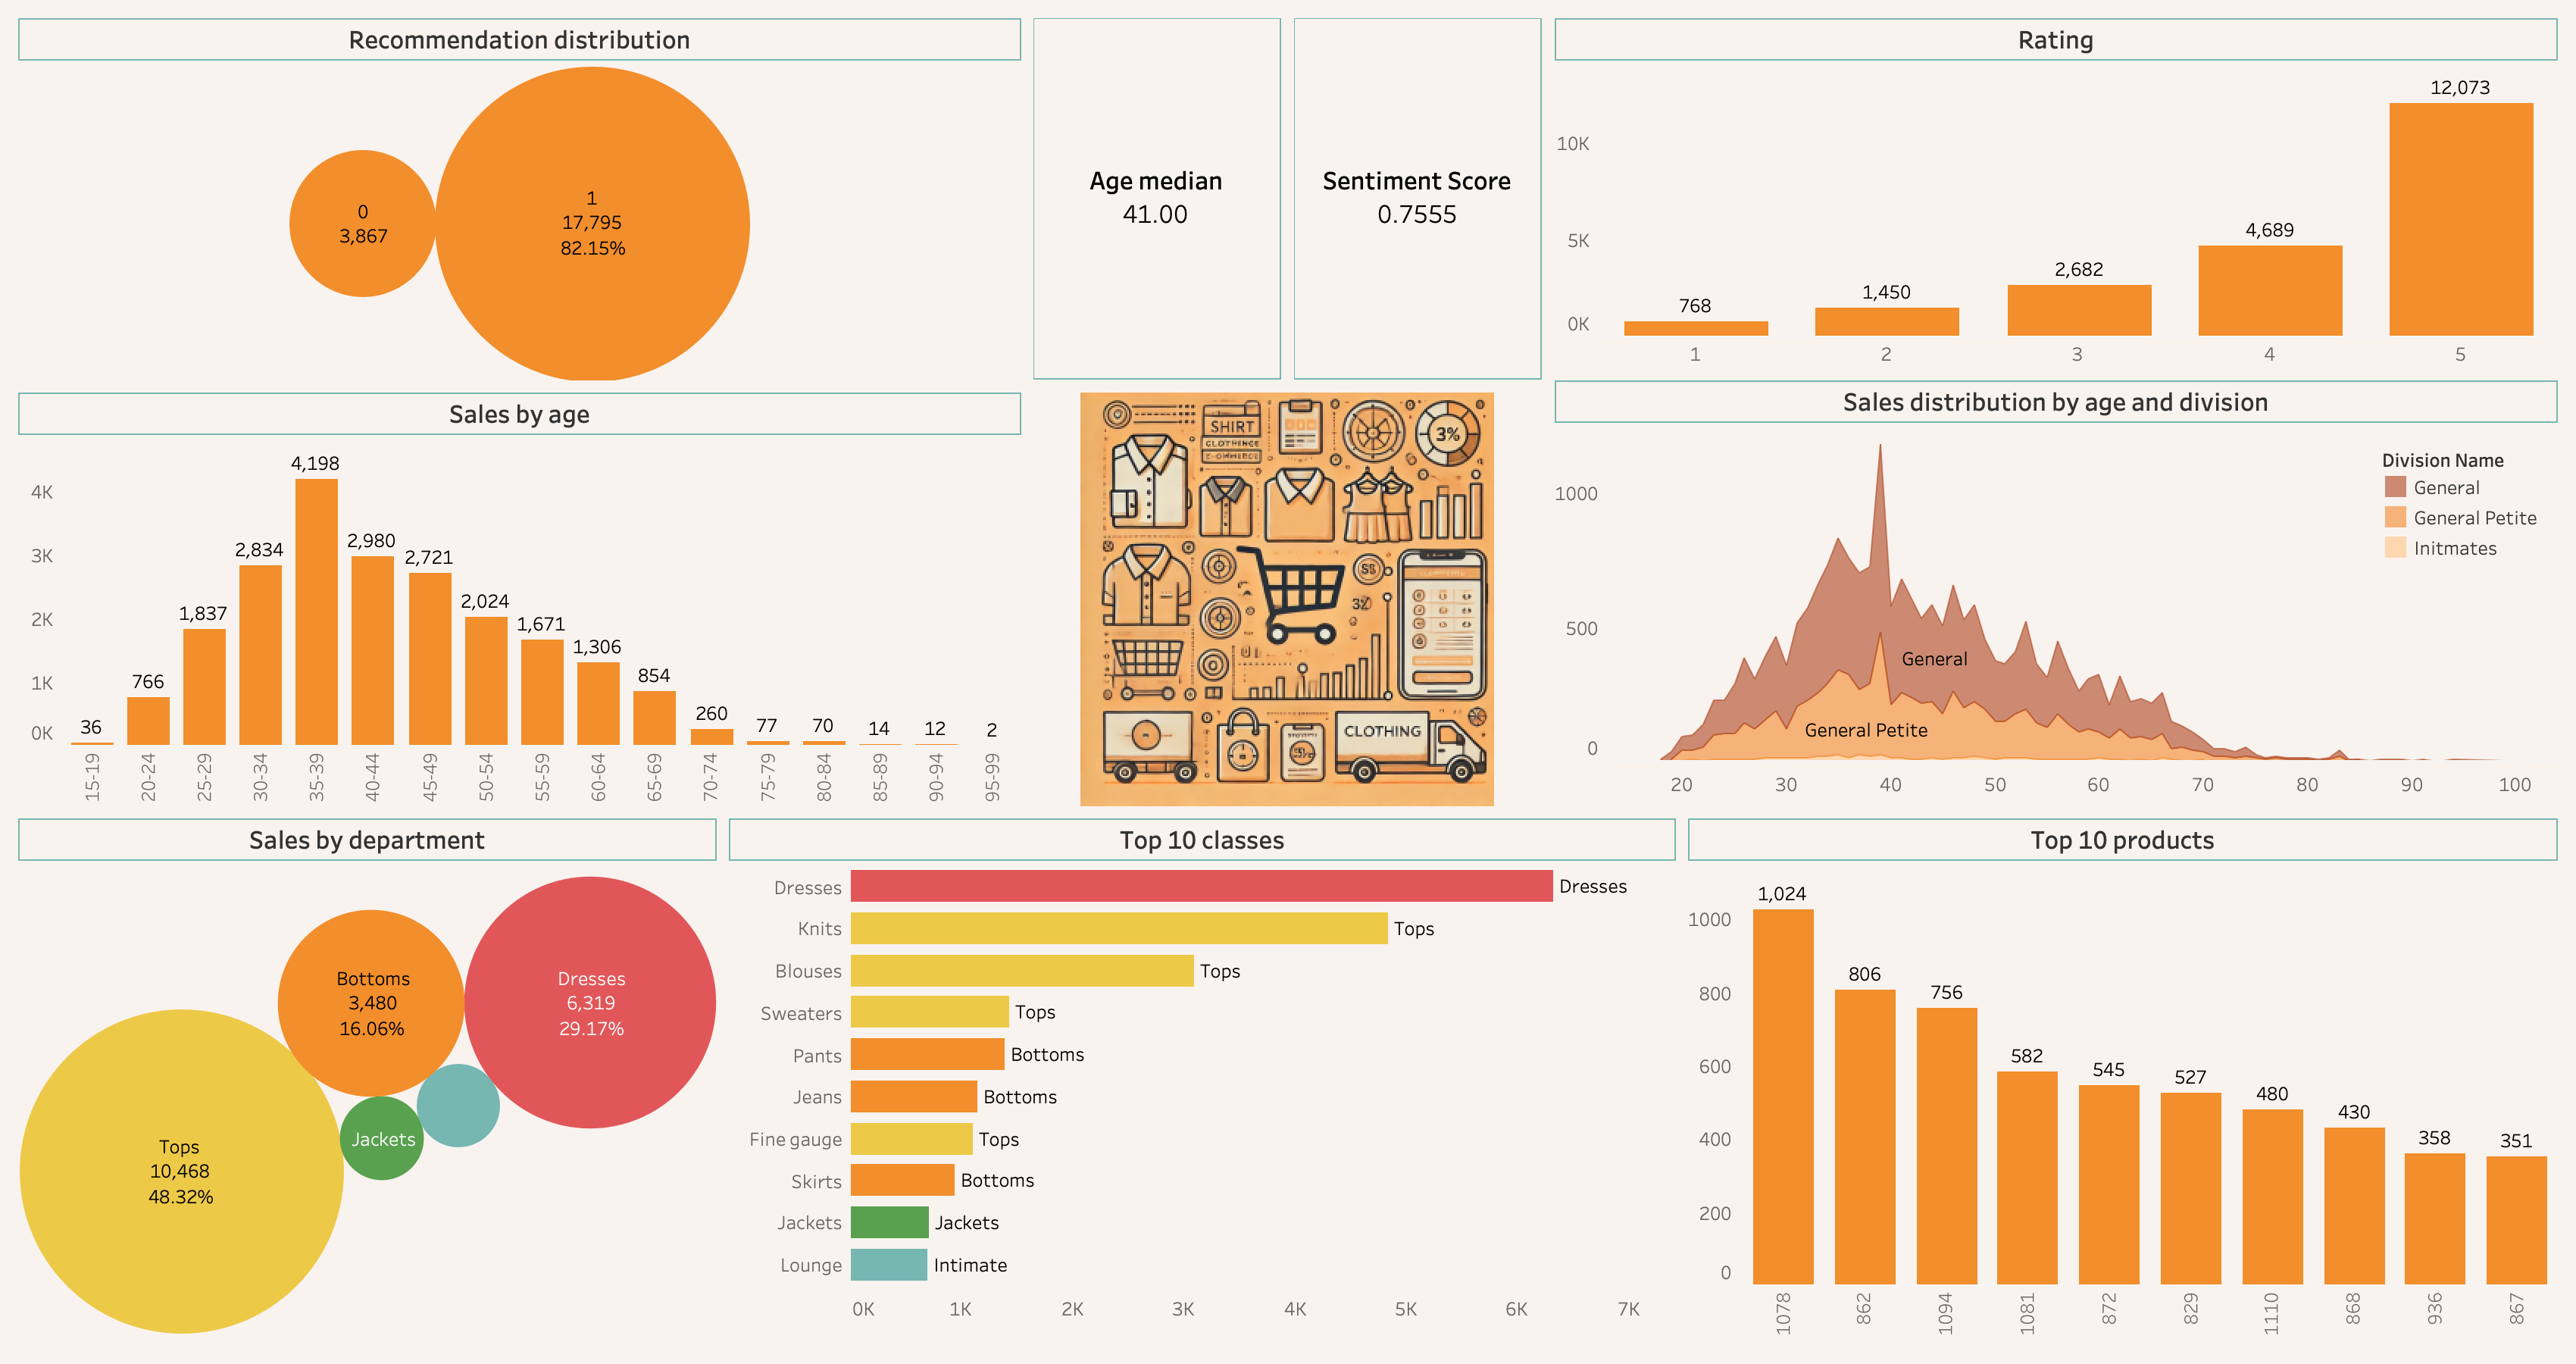 Recommendation distribution
0
3,867
1
17,795
82.15%
Age median
41.00
Sentiment Score
0.7555
Rating
10K
5K
0K
768
1,450
2,682
4,689
12,073
1
2
3
4
5
Sales by age
4K
3K
2K
1K
0K
36
766
1,837
2,834
4,198
2,980
2,721
2,024
1,671
1,306
854
260
77
70
14
12
2
15-19
20-24
25-29
30-34
35-39
40-44
45-49
50-54
55-59
60-64
65-69
70-74
75-79
80-84
85-89
90-94
95-99
SHIRT
CLOTHINCE
E-OMMERCE
3%
S$
CLOTHING
Sales distribution by age and division
1000
500
0
General
General Petite
20
30
40
50
60
70
80
90
100
Division Name
General
General Petite
Initmates
Sales by department
Bottoms
3,480
16.06%
Dresses
6,319
29.17%
Tops
10,468
48.32%
Jackets
Top 10 classes
Dresses
Dresses
Knits
Tops
Blouses
Tops
Sweaters
Tops
Pants
Bottoms
Jeans
Bottoms
Fine gauge
Tops
Skirts
Bottoms
Jackets
Jackets
Lounge
Intimate
0K
1K
2K
3K
4K
5K
6K
7K
Top 10 products
1000
800
600
400
200
0
1,024
806
756
582
545
527
480
430
358
351
1078
862
1094
1081
872
829
1110
868
936
867